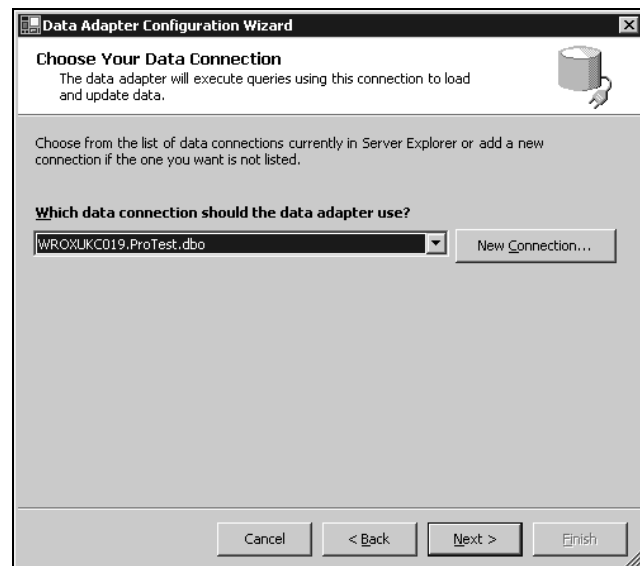 Data Adapter Configuration Wizard
Choose Your Data Connection
The data adapter will execute queries using this connection to load
and update data.
Choose from the list of data connections currently in Server Explorer or add a new
connection if the one you want is not listed.
Which data connection should the data adapter use?
WROXUKC019.ProTest.dbo
New Connection...
Cancel
< Back
Next >
Finish